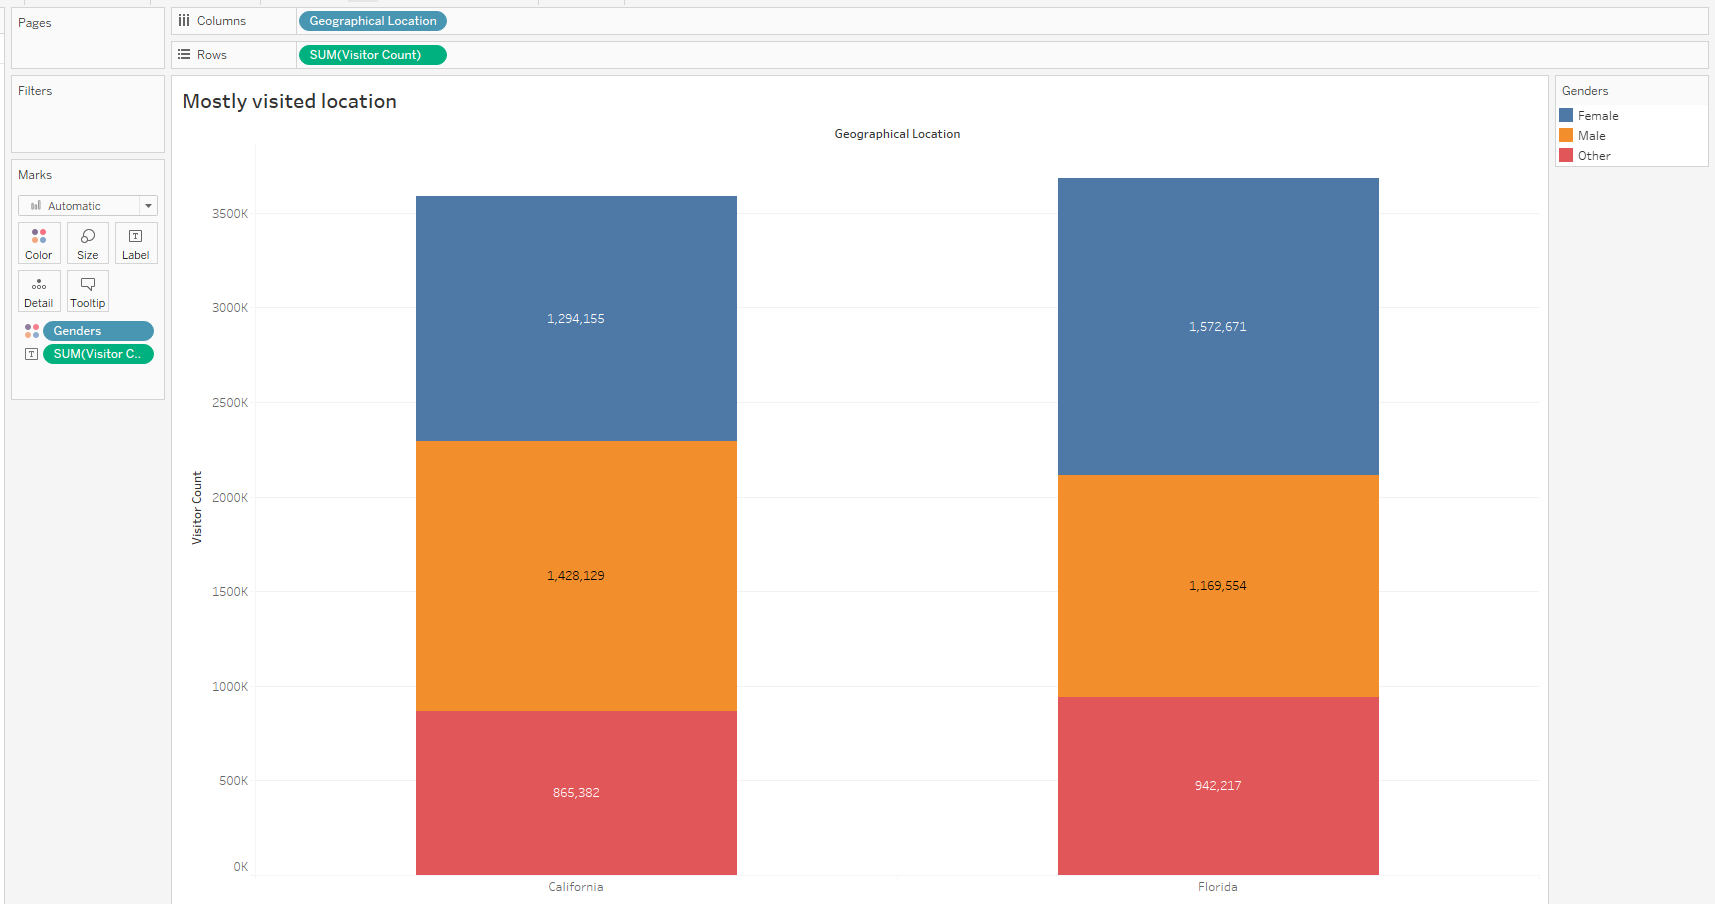 Pages
Columns
Geographical Location
Rows
SUM(Visitor Count)
Filters
Marks
Automatic
Color
Size
Label
Detail
Tooltip
Genders
SUM(Visitor C..
Mostly visited location
Geographical Location
Visitor Count
3500K
3000K
2500K
2000K
1500K
1000K
500K
0K
1,294,155
1,428,129
865,382
1,572,671
1,169,554
942,217
California
Florida
Genders
Female
Male
Other